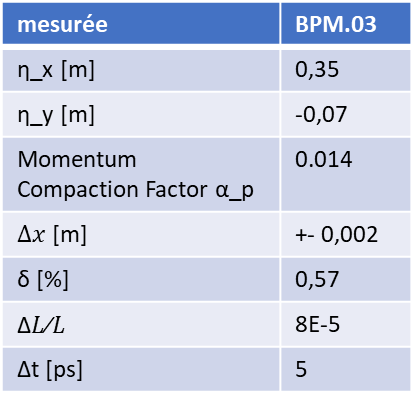 mesurée BPM.03
η_x [m] 0,35
η_y [m] -0,07
Momentum 0.014
Compaction Factor α_p
Δ𝑥 [m] +- 0,002
δ [%] 0,57
Δ𝐿/𝐿 8E-5
Δt [ps] 5